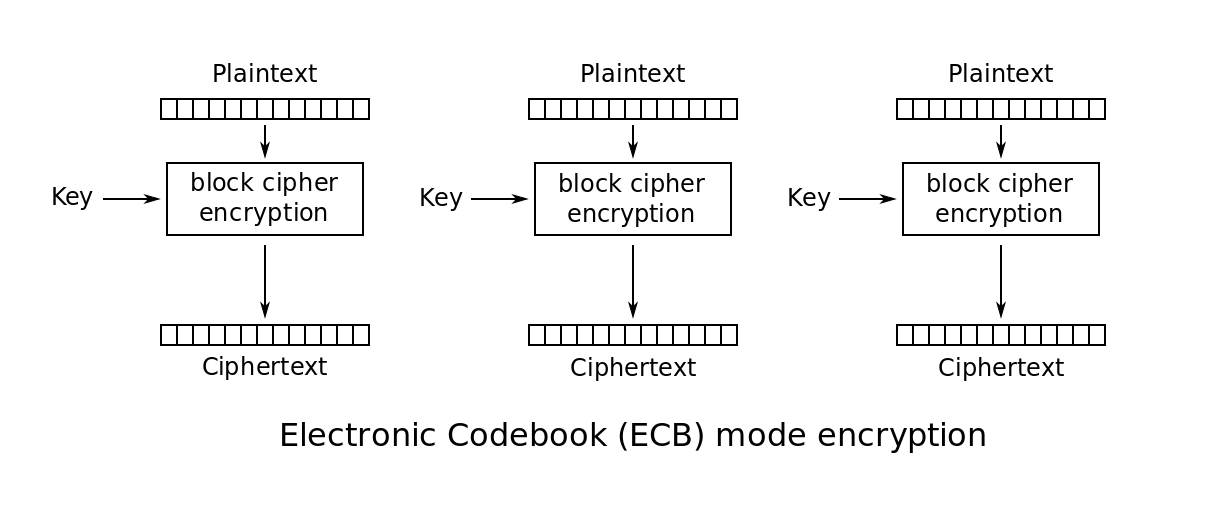 Plaintext
Plaintext
Plaintext
Key
block cipher
encryption
Key
block cipher
encryption
Key
block cipher
encryption
Ciphertext
Ciphertext
Ciphertext
Electronic Codebook (ECB) mode encryption